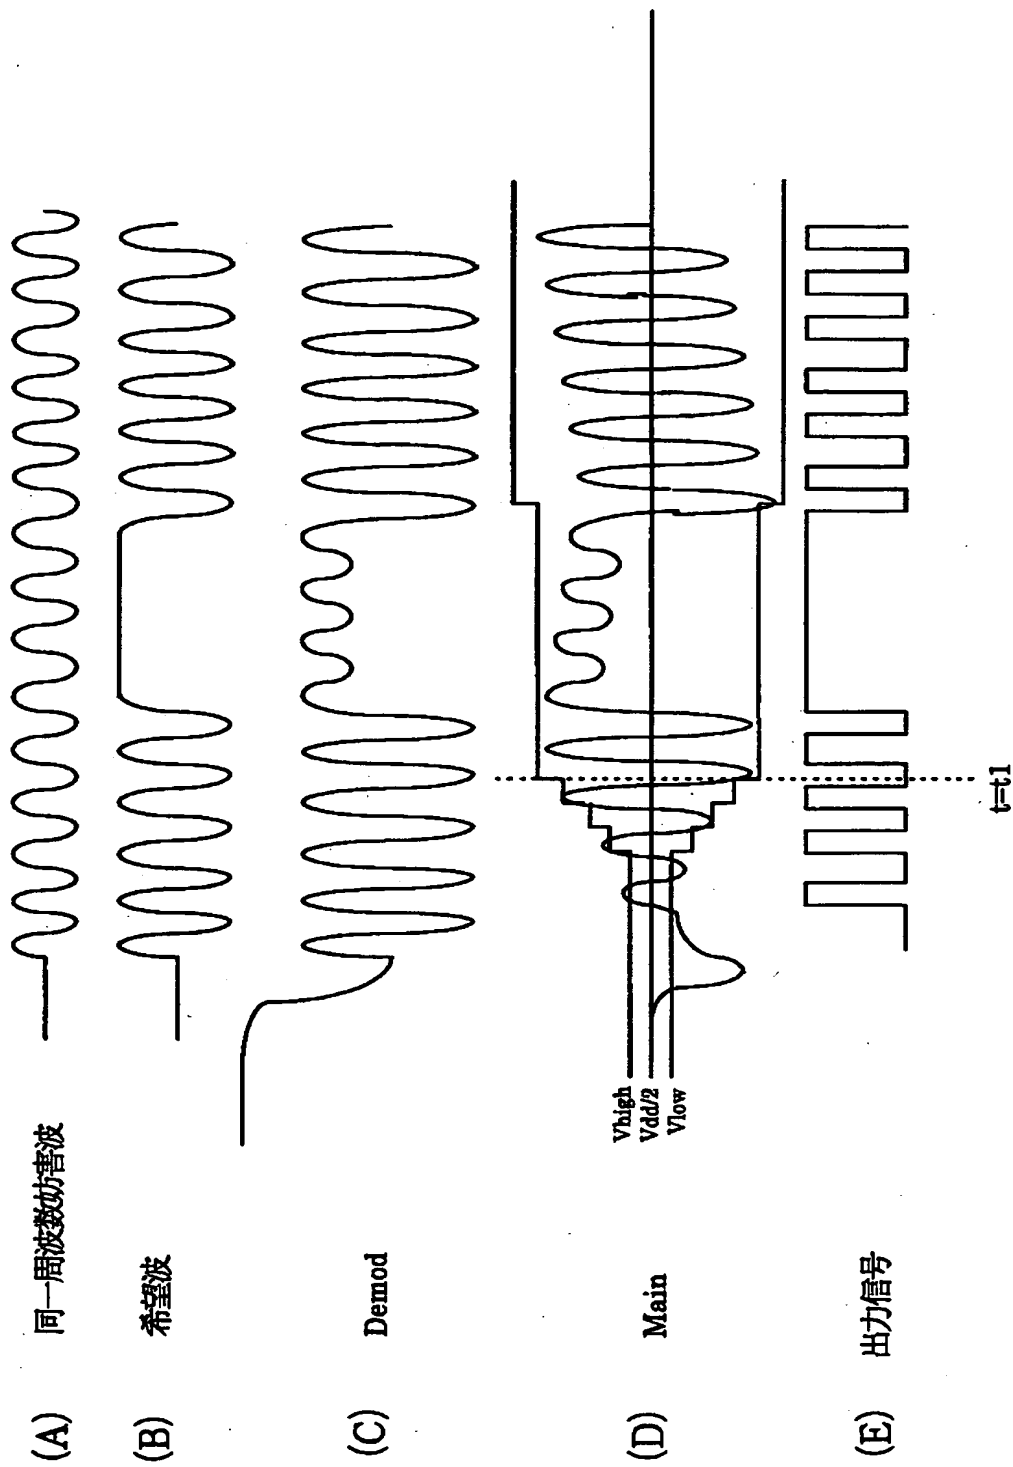 (A) 同一周波数妨害波
(B) 希望波
(C) Demod
(D) Main
Vhigh
Vdd/2
Vlow
(E) 出力信号
t=t1